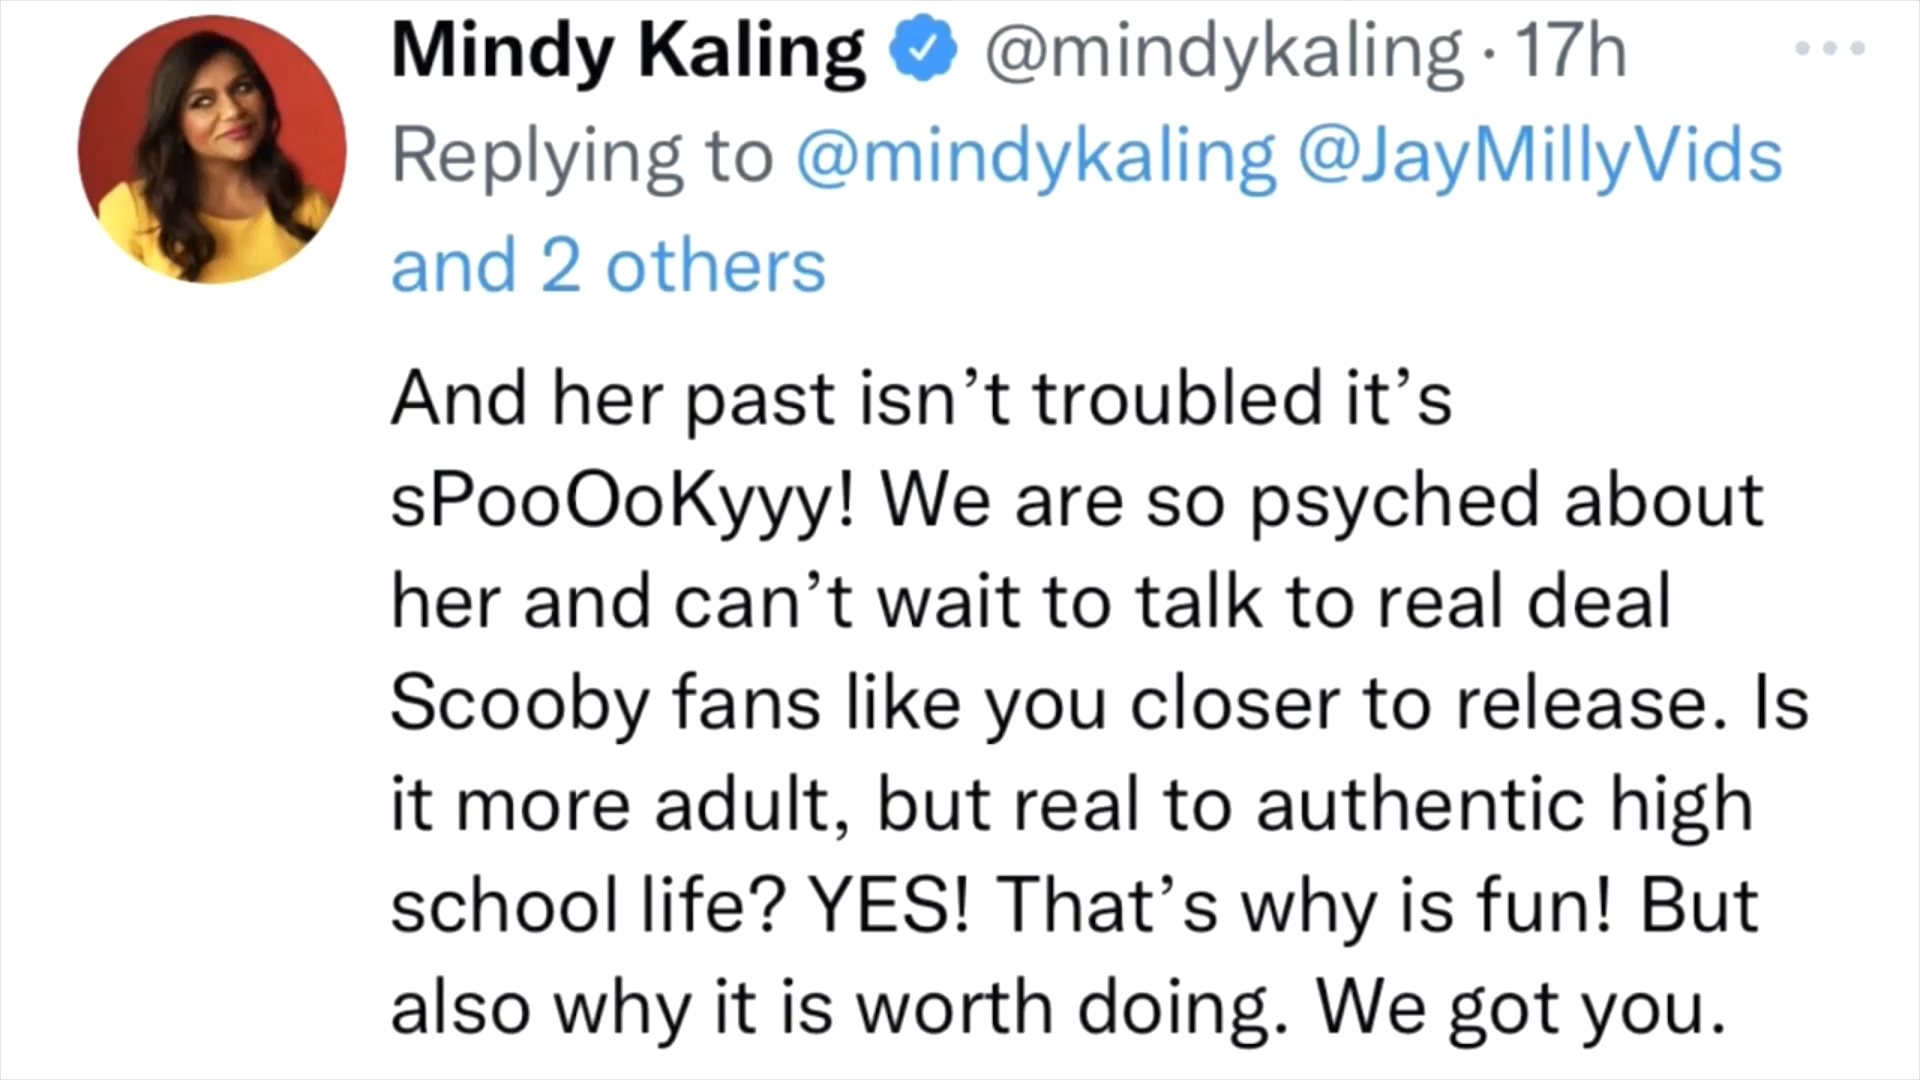 Mindy Kaling @mindykaling · 17h
Replying to @mindykaling @JayMillyVids
and 2 others
And her past isn’t troubled it’s
sPooOoKyyy! We are so psyched about
her and can’t wait to talk to real deal
Scooby fans like you closer to release. Is
it more adult, but real to authentic high
school life? YES! That’s why is fun! But
also why it is worth doing. We got you.